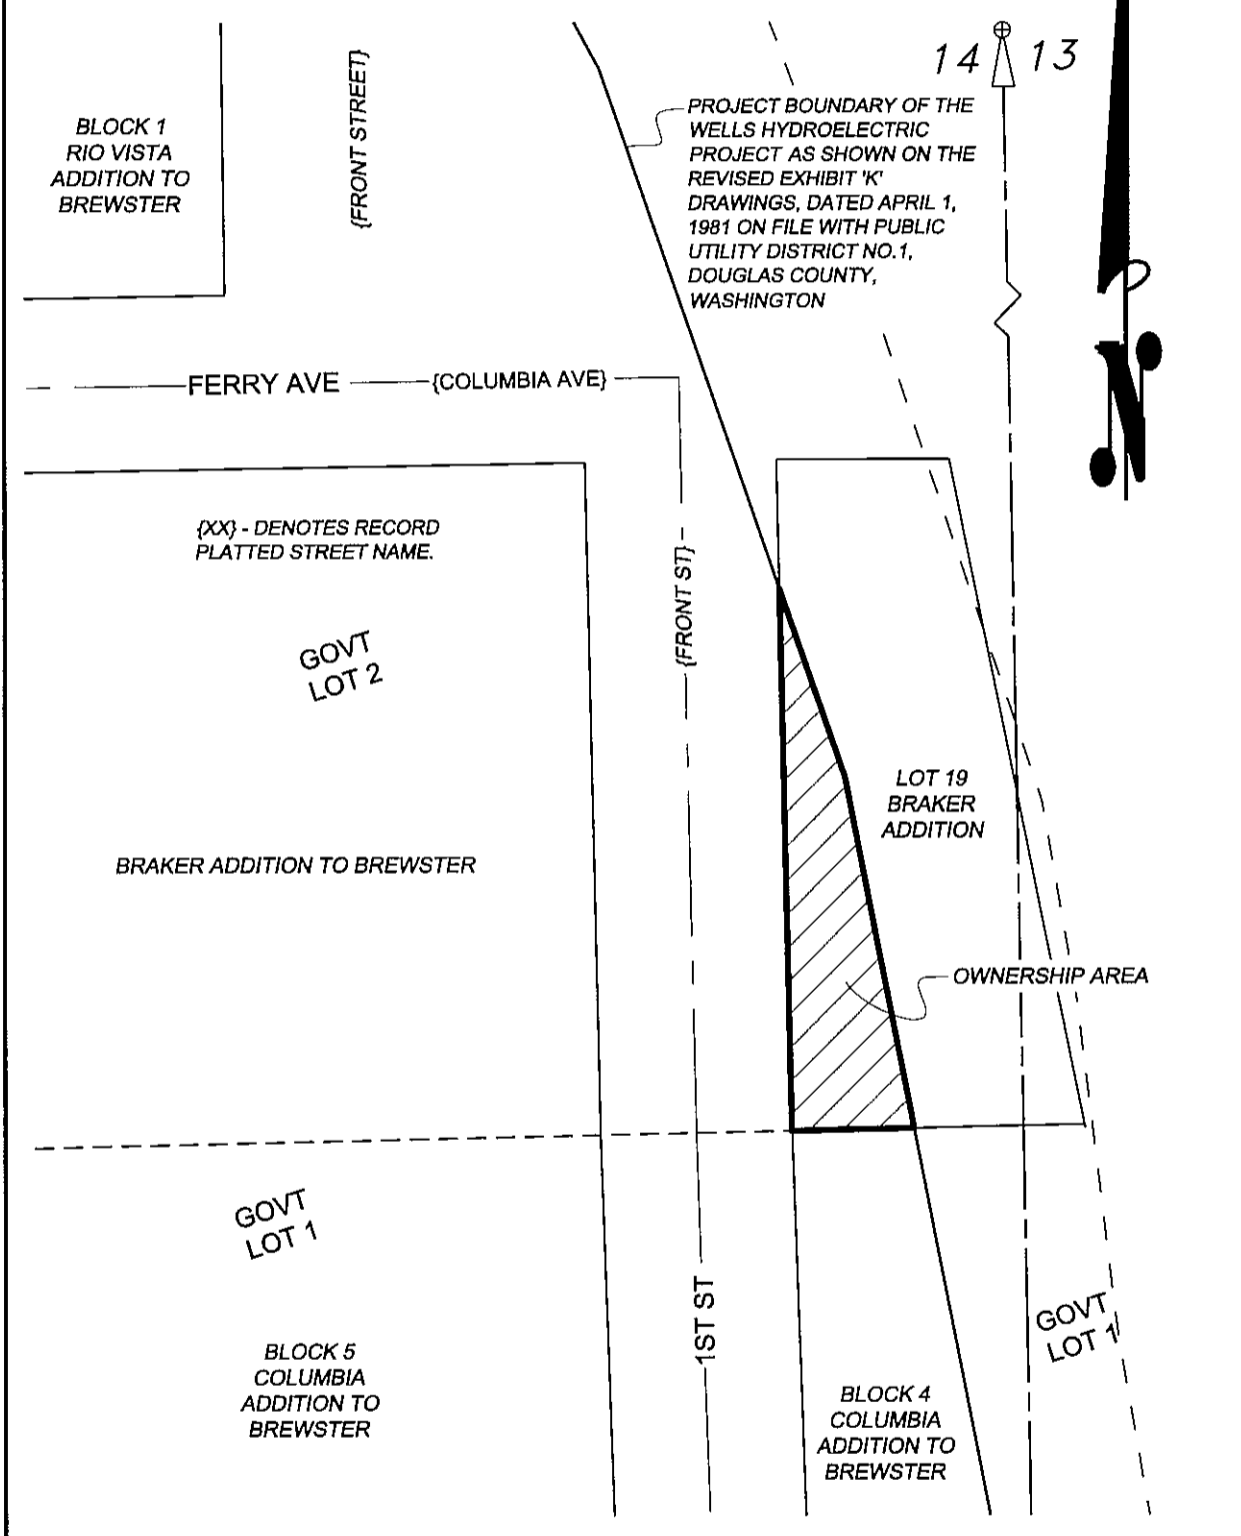 14 13
BLOCK 1
RIO VISTA
ADDITION TO
BREWSTER
{FRONT STREET}
PROJECT BOUNDARY OF THE
WELLS HYDROELECTRIC
PROJECT AS SHOWN ON THE
REVISED EXHIBIT 'K'
DRAWINGS, DATED APRIL 1,
1981 ON FILE WITH PUBLIC
UTILITY DISTRICT NO.1,
DOUGLAS COUNTY,
WASHINGTON
N
FERRY AVE {COLUMBIA AVE}
{XX} - DENOTES RECORD
PLATTED STREET NAME.
{FRONT ST}
GOVT
LOT 2
LOT 19
BRAKER
ADDITION
BRAKER ADDITION TO BREWSTER
OWNERSHIP AREA
GOVT
LOT 1
1ST ST
GOVT
LOT 1
BLOCK 5
COLUMBIA
ADDITION TO
BREWSTER
BLOCK 4
COLUMBIA
ADDITION TO
BREWSTER